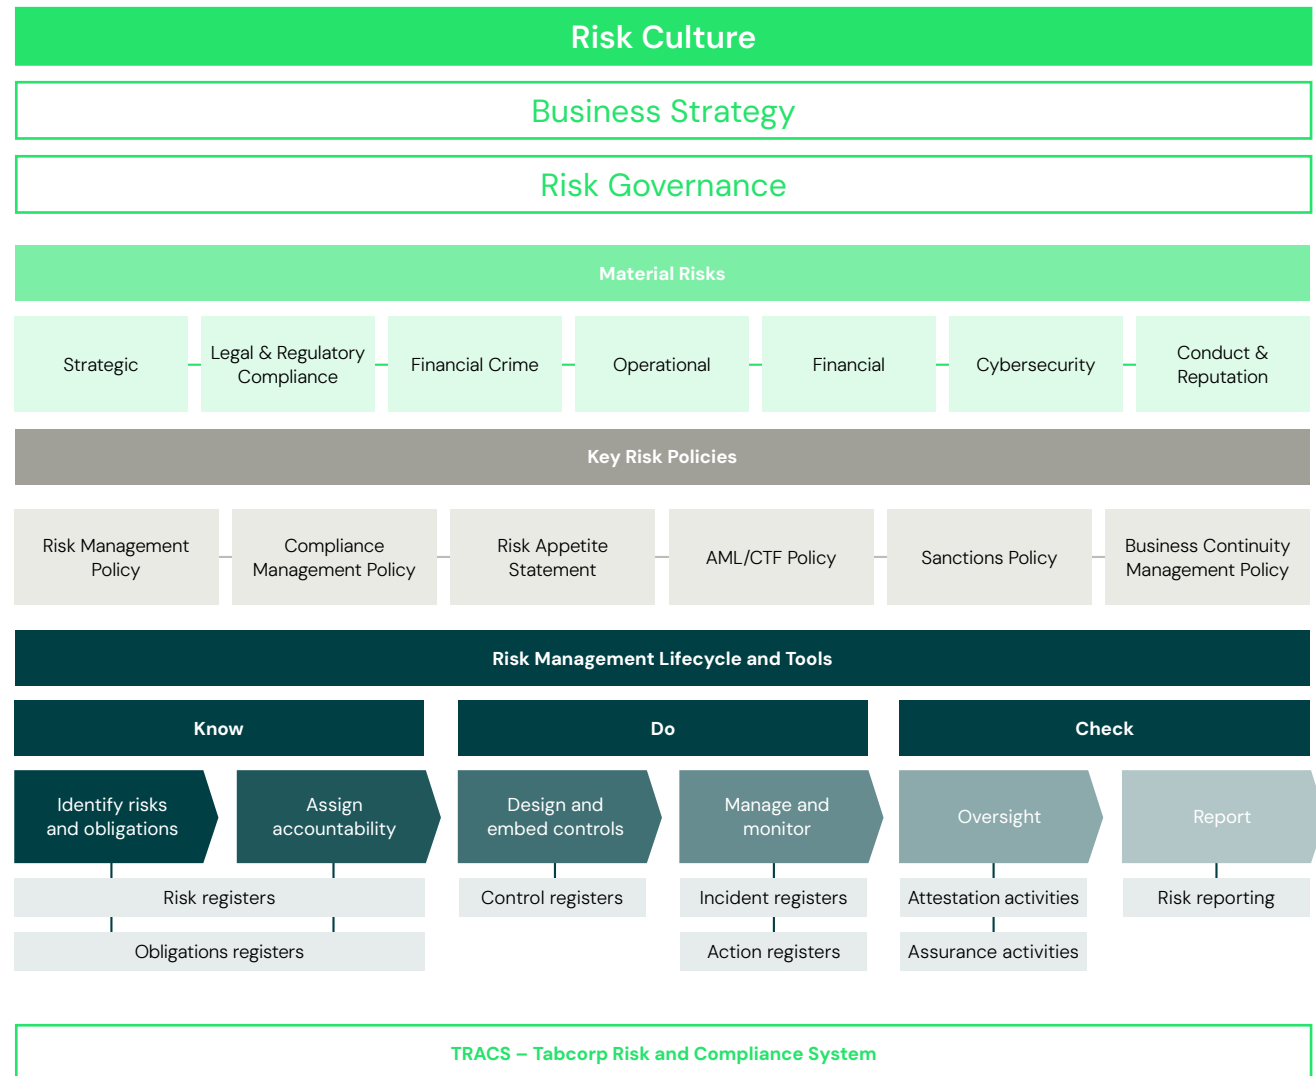 Risk Culture
Business Strategy
Risk Governance
Material Risks
Strategic
Legal & Regulatory
Compliance
Financial Crime
Operational
Financial
Cybersecurity
Conduct &
Reputation
Key Risk Policies
Risk Management
Policy
Compliance
Management Policy
Risk Appetite
Statement
AML/CTF Policy
Sanctions Policy
Business Continuity
Management Policy
Risk Management Lifecycle and Tools
Know
Do
Check
Identify risks
and obligations
Assign
accountability
Design and
embed controls
Manage and
monitor
Oversight
Report
Risk registers
Control registers
Incident registers
Attestation activities
Risk reporting
Obligations registers
Action registers
Assurance activities
TRACS – Tabcorp Risk and Compliance System